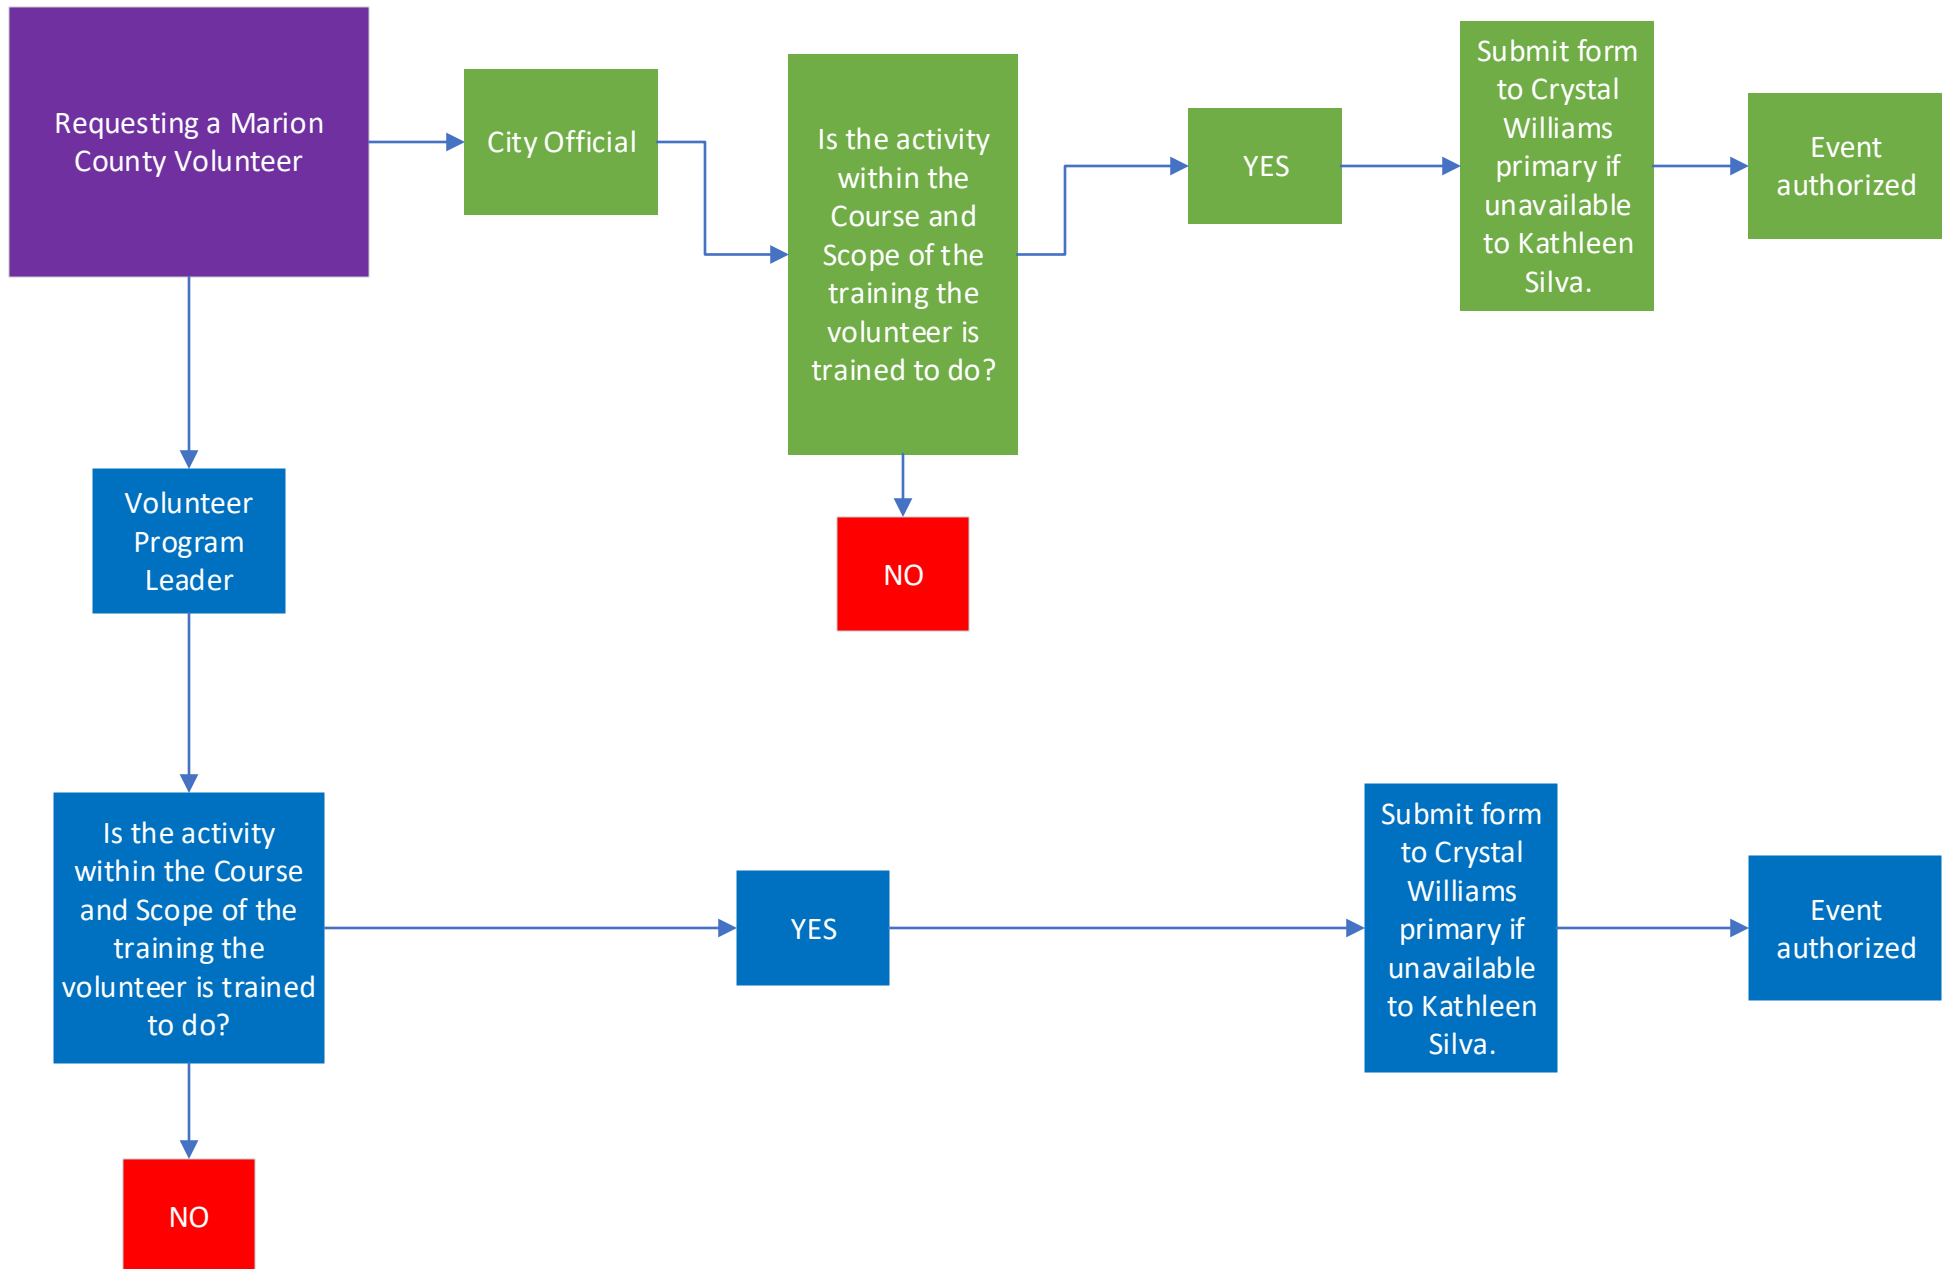 Requesting a Marion
County Volunteer
City Official
Is the activity
within the
Course and
Scope of the
training the
volunteer is
trained to do?
YES
Submit form
to Crystal
Williams
primary if
unavailable
to Kathleen
Silva.
Event
authorized
NO
Volunteer
Program
Leader
Is the activity
within the Course
and Scope of the
training the
volunteer is trained
to do?
YES
Submit form
to Crystal
Williams
primary if
unavailable
to Kathleen
Silva.
Event
authorized
NO